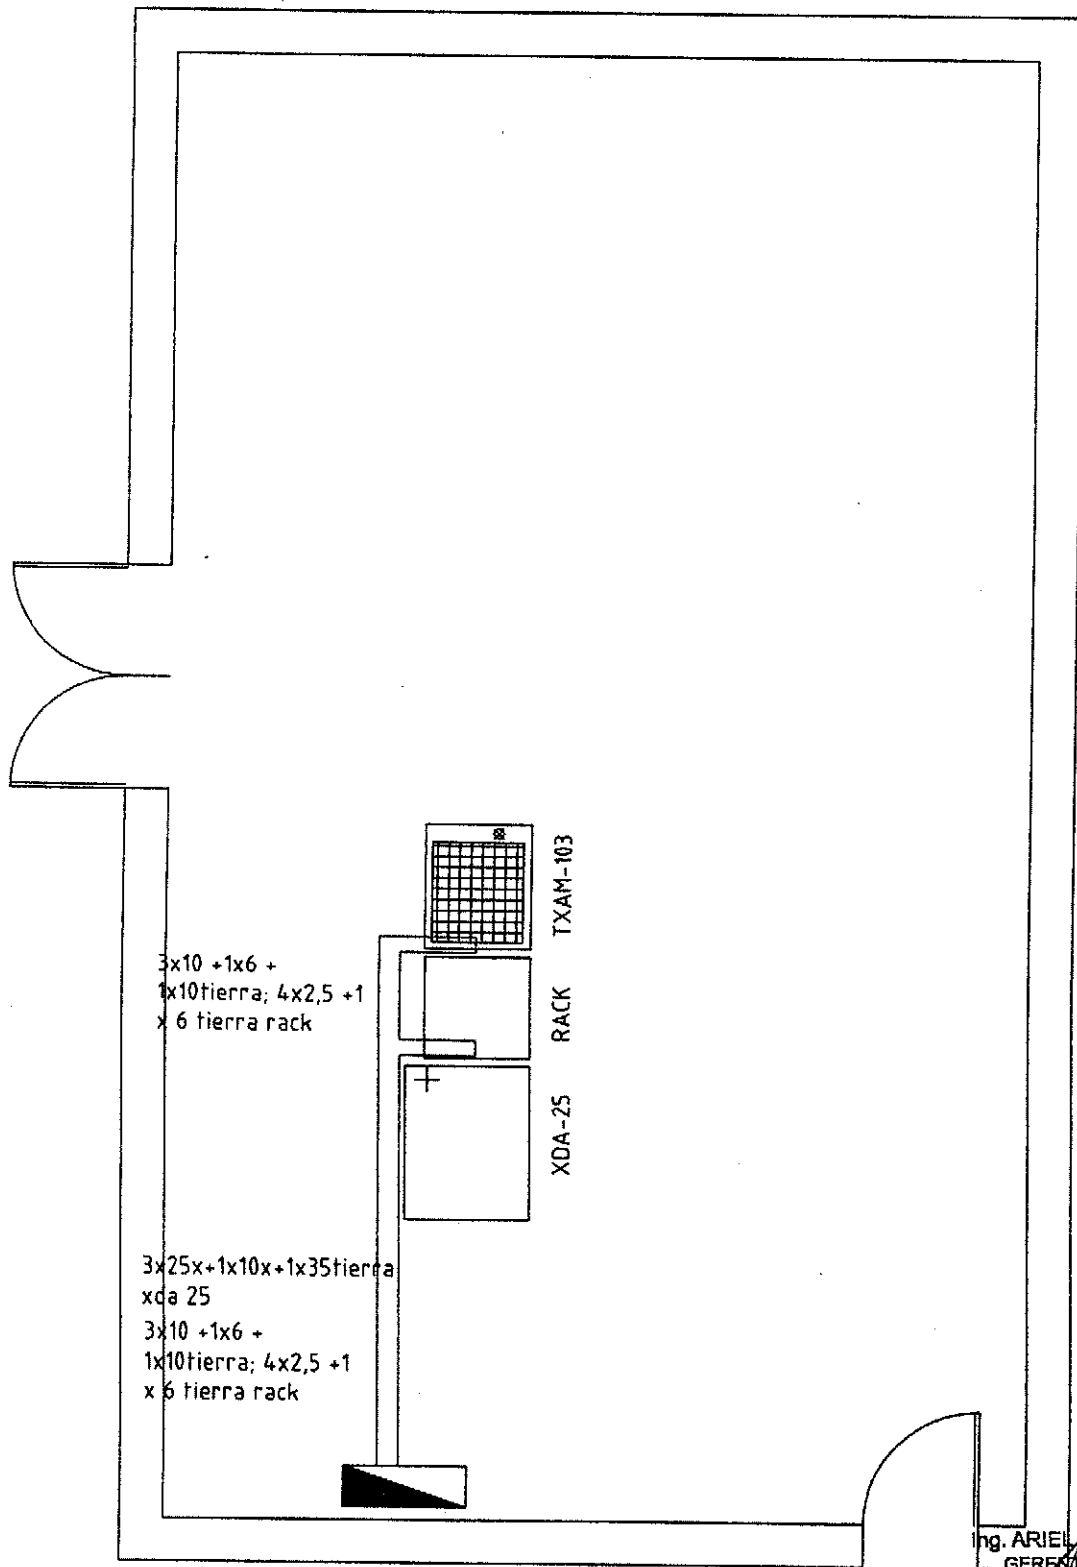 TXAM-103
3x10 +1x6 +
1x10tierra; 4x2,5 +1
x 6 tierra rack
RACK
XDA-25
3x25x+1x10x+1x35tierra
xda 25
3x10 +1x6 +
1x10tierra; 4x2,5 +1
x 6 tierra rack
Ing. ARIEL